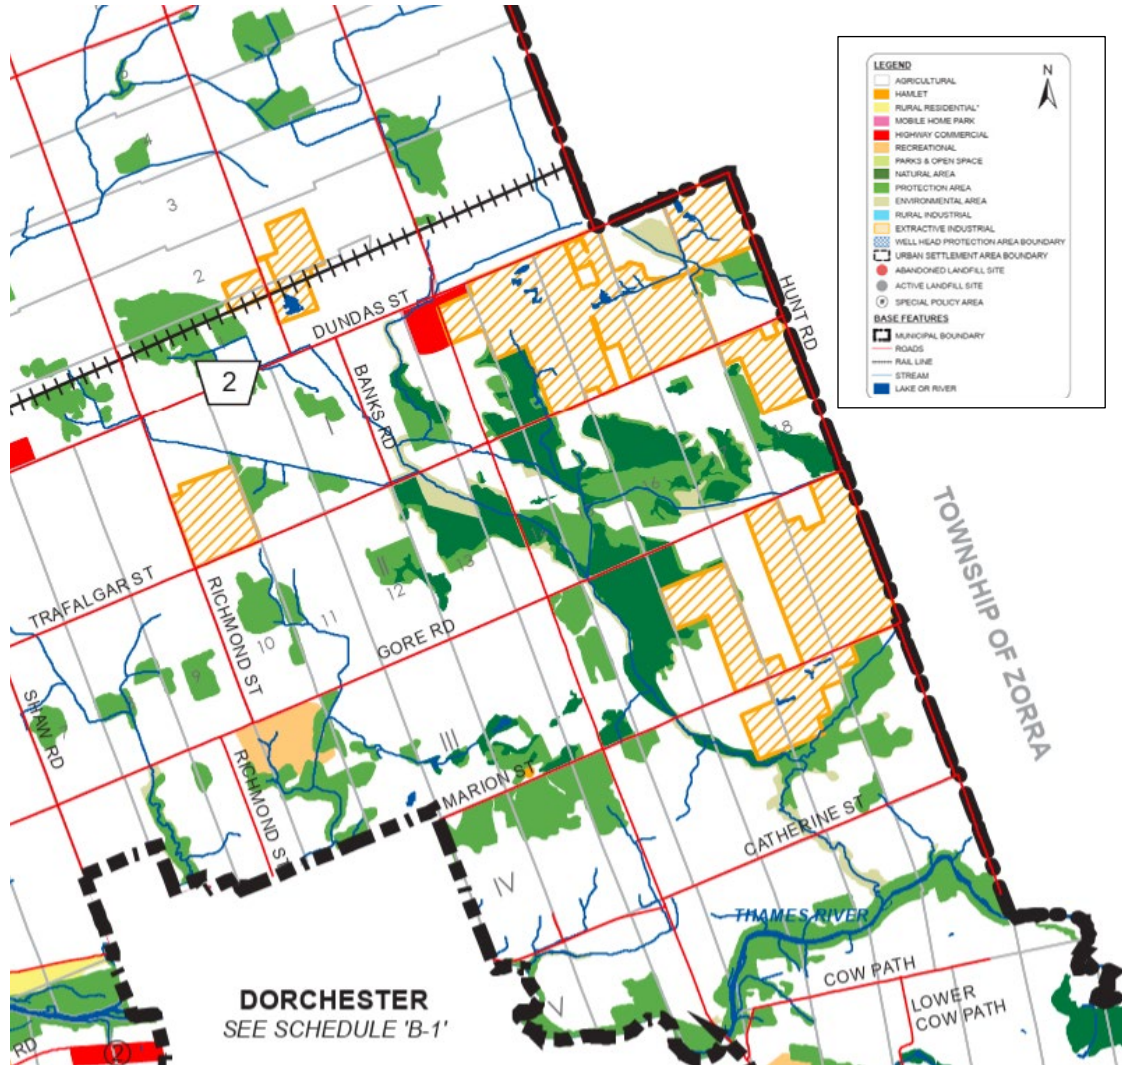 LEGEND
N
AGRICULTURAL
HAMLET
RURAL RESIDENTIAL*
MOBILE HOME PARK
HIGHWAY COMMERCIAL
RECREATIONAL
PARKS & OPEN SPACE
NATURAL AREA
PROTECTION AREA
ENVIRONMENTAL AREA
RURAL INDUSTRIAL
EXTRACTIVE INDUSTRIAL
WELL HEAD PROTECTION AREA BOUNDARY
URBAN SETTLEMENT AREA BOUNDARY
ABANDONED LANDFILL SITE
ACTIVE LANDFILL SITE
SPECIAL POLICY AREA
BASE FEATURES
MUNICIPAL BOUNDARY
ROADS
RAIL LINE
STREAM
LAKE OR RIVER
4
3
2
DUNDAS ST
HUNT RD
2
BANKS RD
I
18
16
TRAFALGAR ST
II
13
12
11
10
9
RICHMOND ST
GORE RD
SHAW RD
TOWNSHIP OF ZORRA
RICHMOND ST
III
MARION ST
CATHERINE ST
IV
THAMES RIVER
COW PATH
LOWER
COW PATH
V
DORCHESTER
SEE SCHEDULE 'B-1'
RD
2